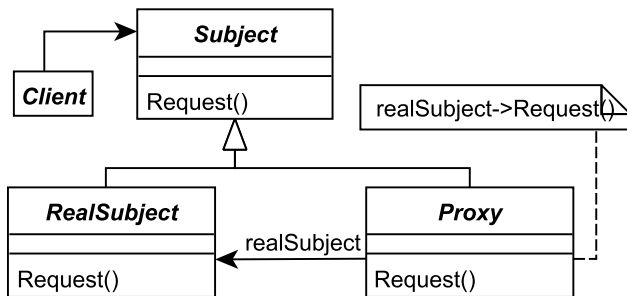 Subject
Client
Request()
realSubject->Request()
RealSubject
Proxy
realSubject
Request()
Request()